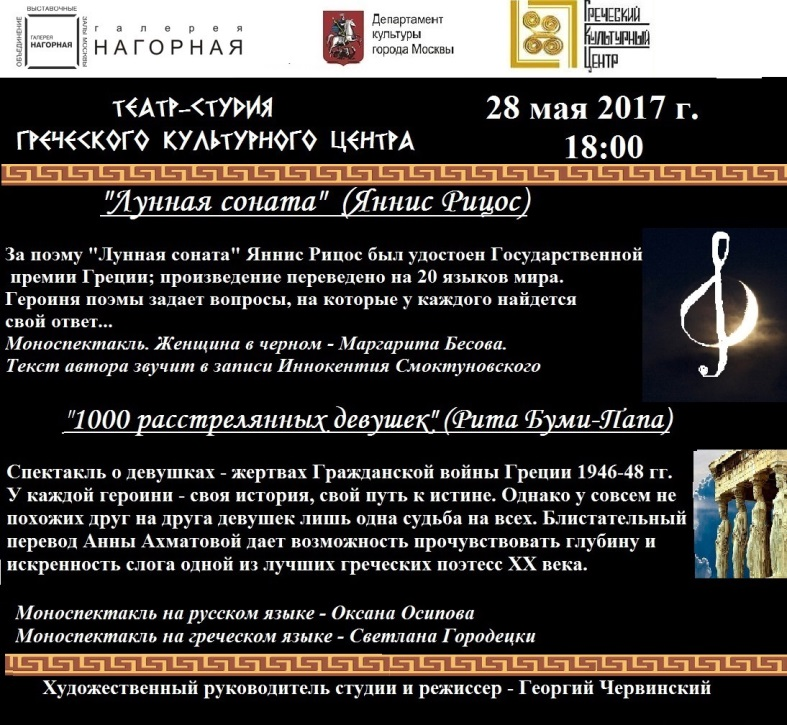 ВЫСТАВОЧНЫЕ
ОБЪЕДИНЕНИЕ
ГАЛЕРЕЯ
НАГОРНАЯ
ЗАЛЫ МОСКВЫ
галерея
НАГОРНАЯ
Департамент
культуры
города Москвы
Греческий
Культурный
Центр
ТЕАТР-СТУДИЯ
ГРЕЧЕСКОГО КУЛЬТУРНОГО ЦЕНТРА
28 мая 2017 г.
18:00
"Лунная соната" (Яннис Рицос)
За поэму "Лунная соната" Яннис Рицос был удостоен Государственной
премии Греции; произведение переведено на 20 языков мира.
Героиня поэмы задает вопросы, на которые у каждого найдется
свой ответ...
Моноспектакль. Женщина в черном - Маргарита Бесова.
Текст автора звучит в записи Иннокентия Смоктуновского
"1000 расстрелянных девушек" (Рита Буми-Папа)
Спектакль о девушках - жертвах Гражданской войны Греции 1946-48 гг.
У каждой героини - своя история, свой путь к истине. Однако у совсем не
похожих друг на друга девушек лишь одна судьба на всех. Блистательный
перевод Анны Ахматовой дает возможность прочувствовать глубину и
искренность слога одной из лучших греческих поэтесс XX века.
Моноспектакль на русском языке - Оксана Осипова
Моноспектакль на греческом языке - Светлана Городецки
Художественный руководитель студии и режиссер - Георгий Червинский